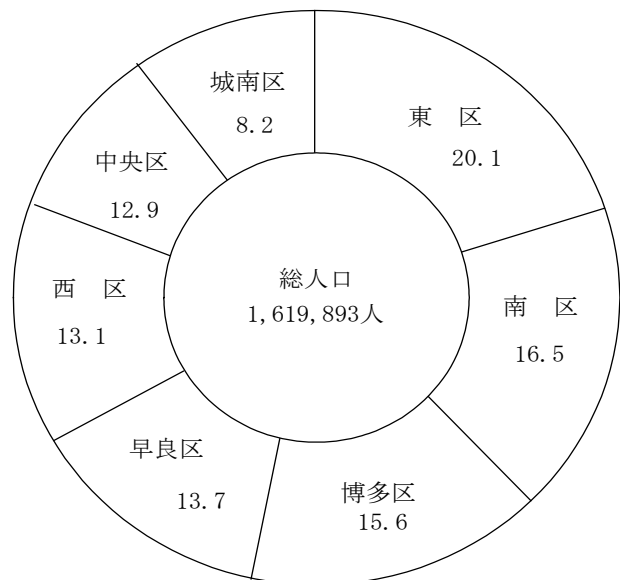 城南区
8.2
東　区
20.1
中央区
12.9
総人口
1,619,893人
西　区
13.1
南　区
16.5
早良区
13.7
博多区
15.6